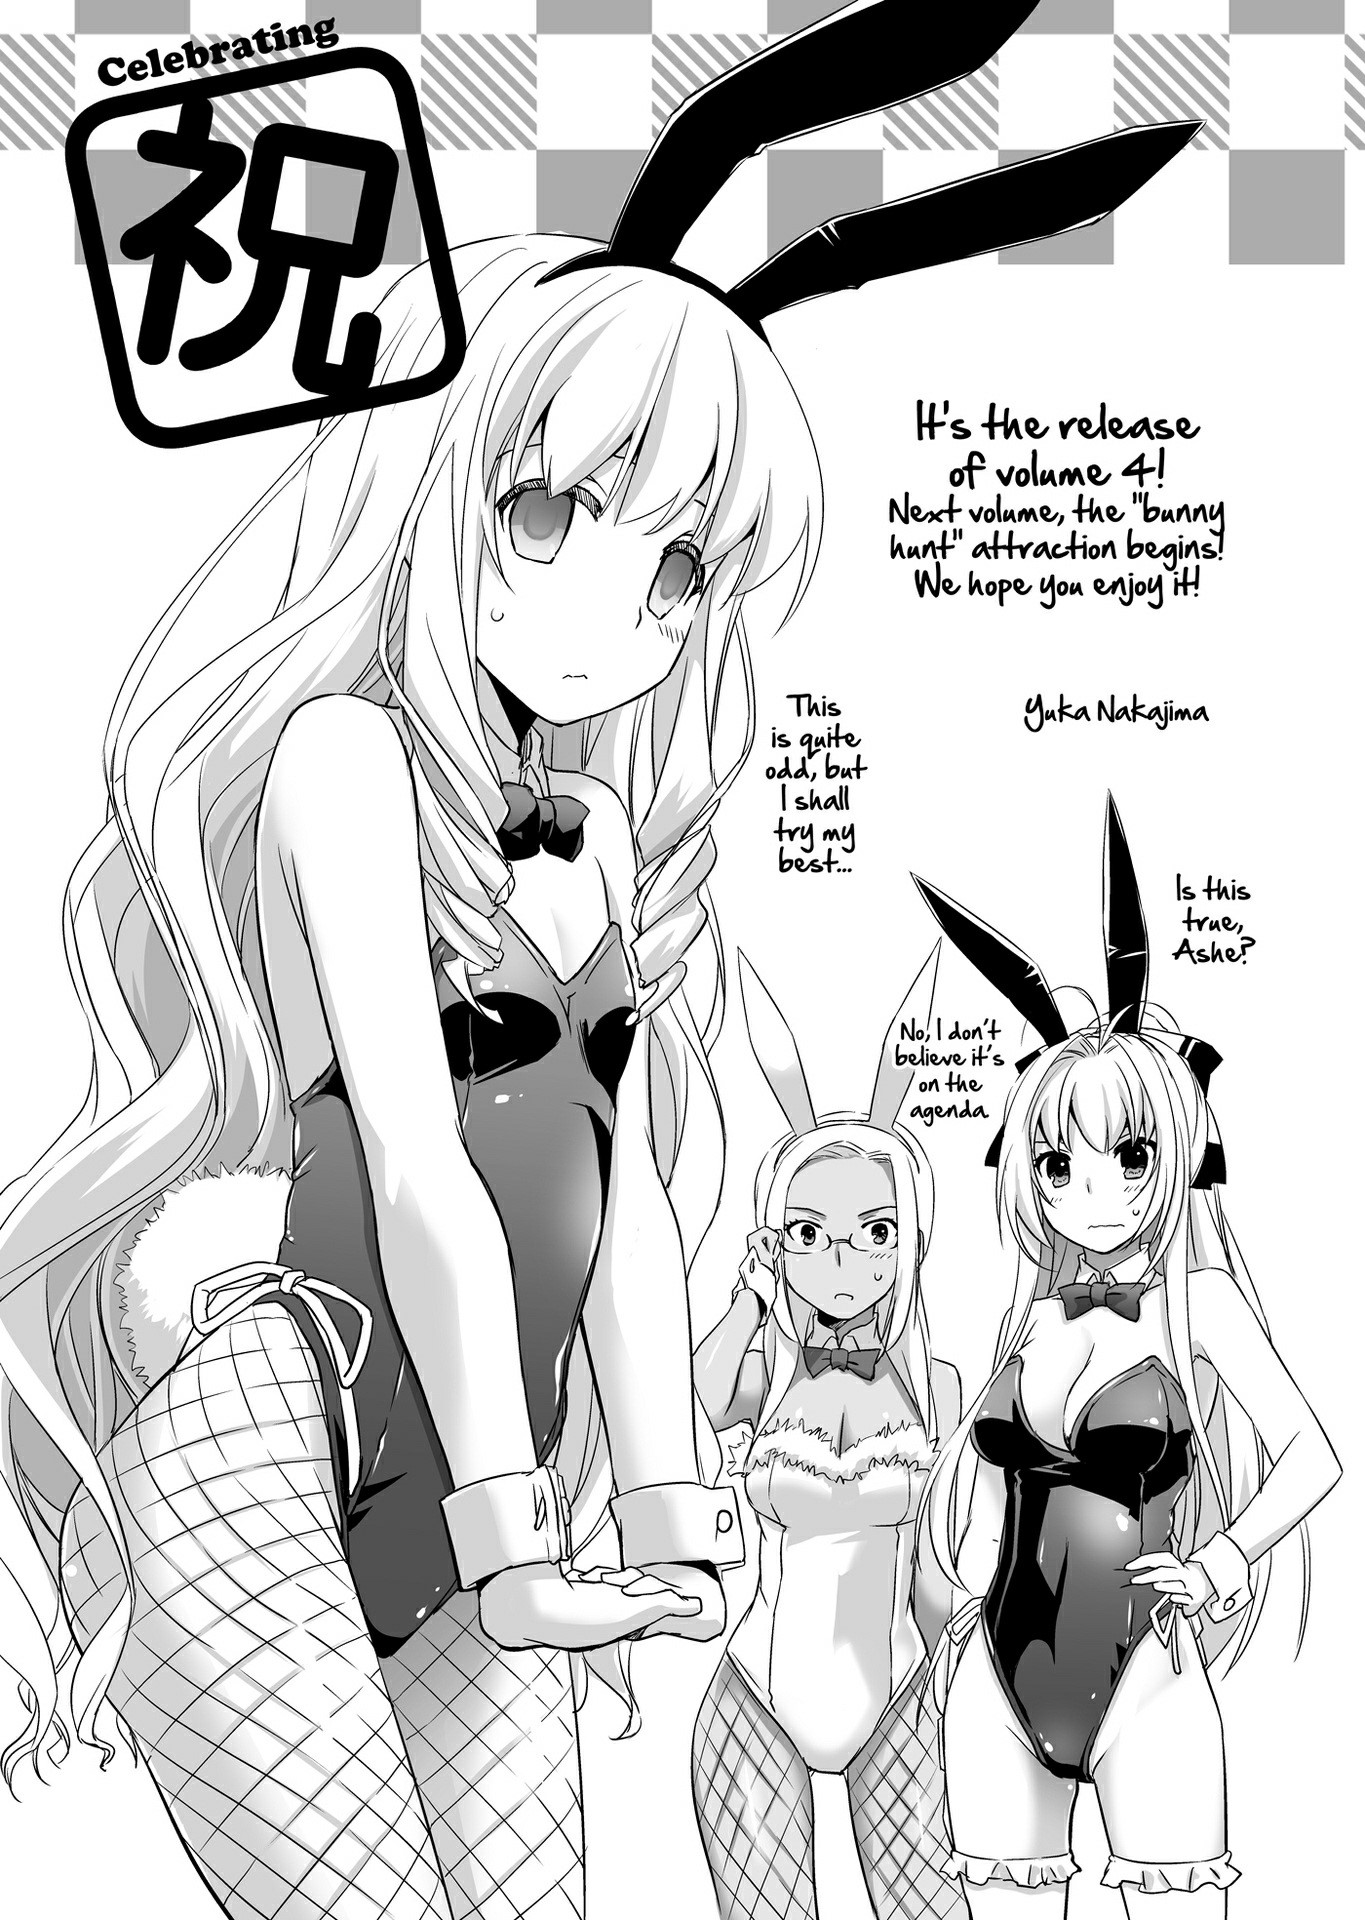 Celebrating
祝
It's the release
of volume 4!
Next volume, the "bunny
hunt" attraction begins!
We hope you enjoy it!
Yuka Nakajima
This
is quite
odd, but
I shall
try my
best...
Is this
true,
Ashe?
No, I don't
believe it's
on the
agenda